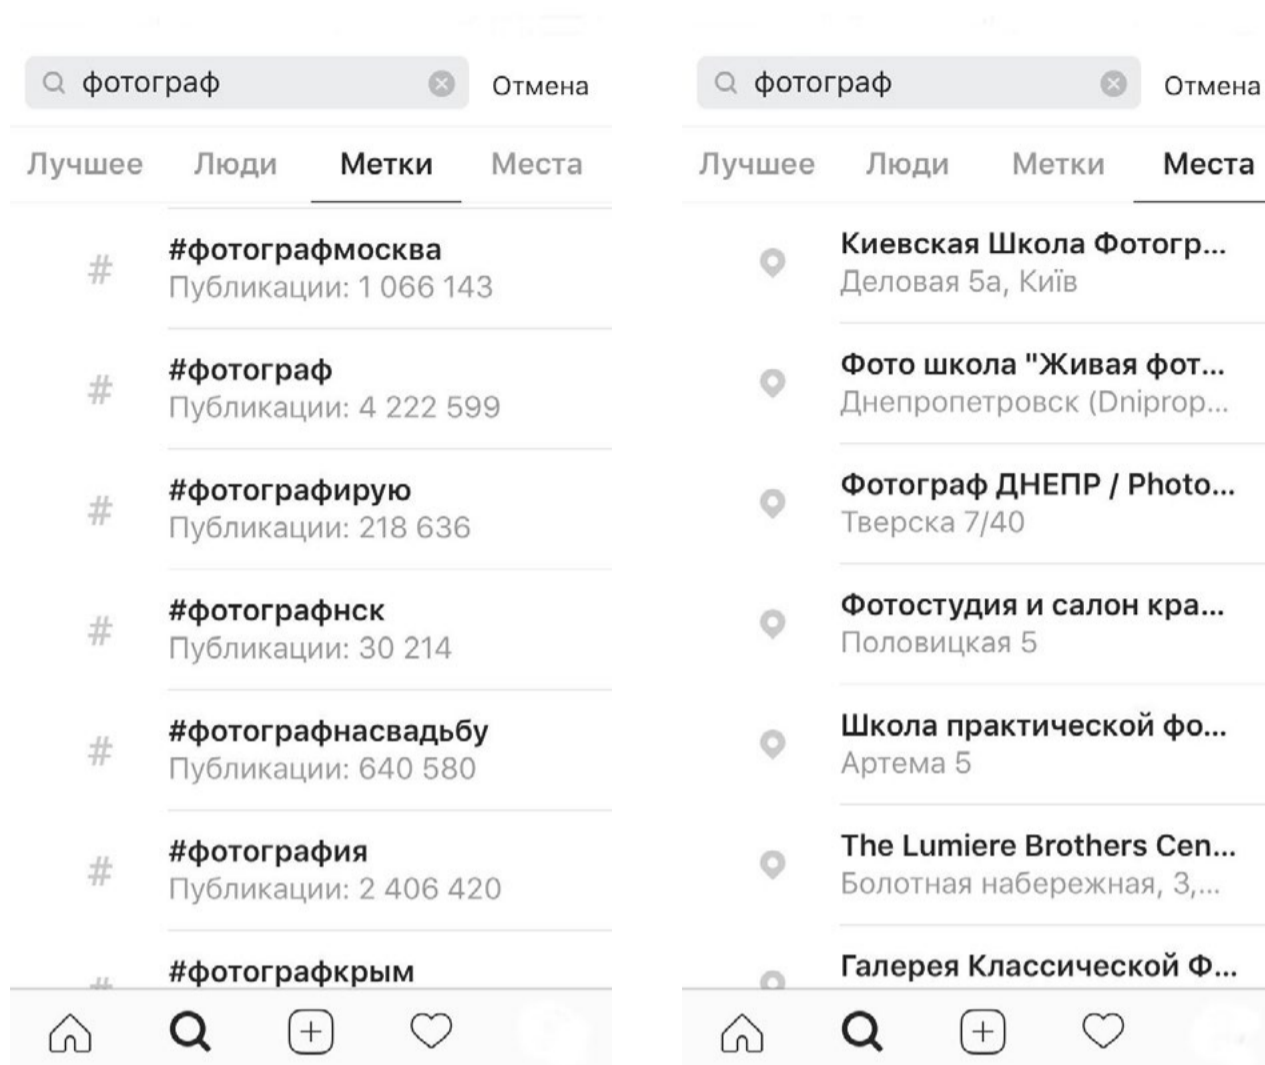 фотограф
Отмена
Лучшее Люди Метки Места
#фотографмосква
Публикации: 1 066 143
#фотограф
Публикации: 4 222 599
#фотографирую
Публикации: 218 636
#фотографнск
Публикации: 30 214
#фотографнасвадьбу
Публикации: 640 580
#фотография
Публикации: 2 406 420
#фотографкрым
фотограф
Отмена
Лучшее Люди Метки Места
Киевская Школа Фотогр...
Деловая 5а, Київ
Фото школа "Живая фот...
Днепропетровск (Dniprop...
Фотограф ДНЕПР / Photo...
Тверска 7/40
Фотостудия и салон кра...
Половицкая 5
Школа практической фо...
Артема 5
The Lumiere Brothers Cen...
Болотная набережная, 3,...
Галерея Классической Ф...